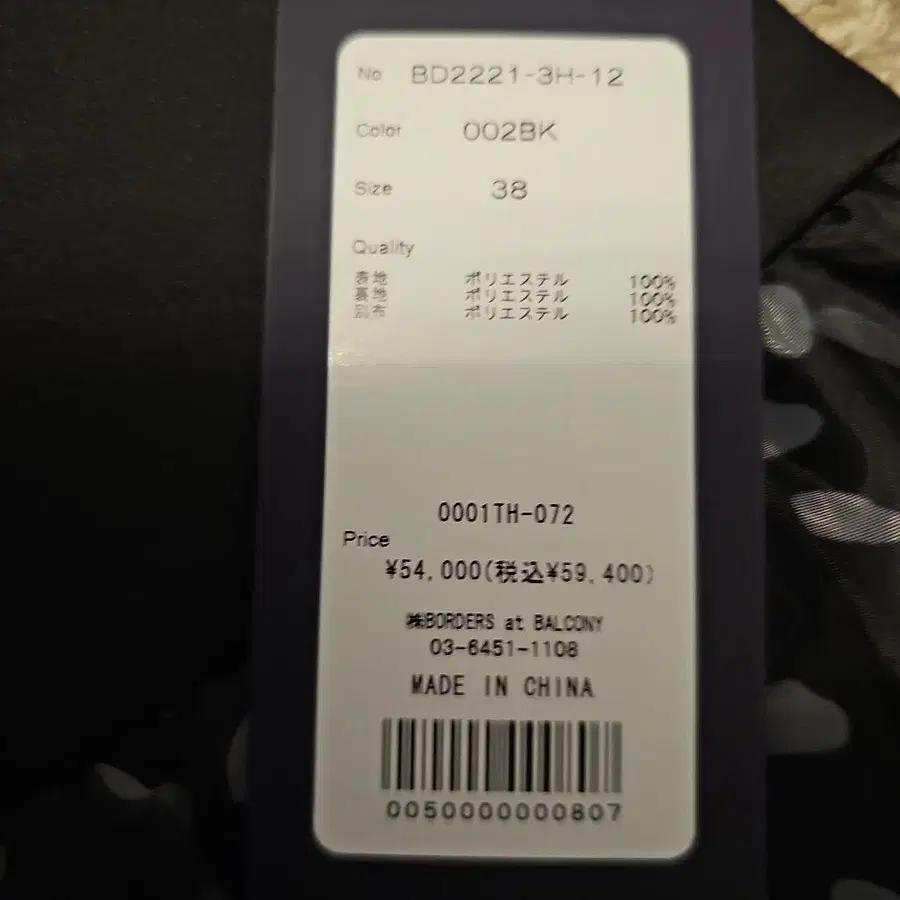 No BD2221-3H-12
Color 002BK
Size 38
Quality
表地 ポリエステル 100%
裏地 ポリエステル 100%
別布 ポリエステル 100%
0001TH-072
Price
¥54,000(税込¥59,400)
㈱BORDERS at BALCONY
03-6451-1108
MADE IN CHINA
0050000000807